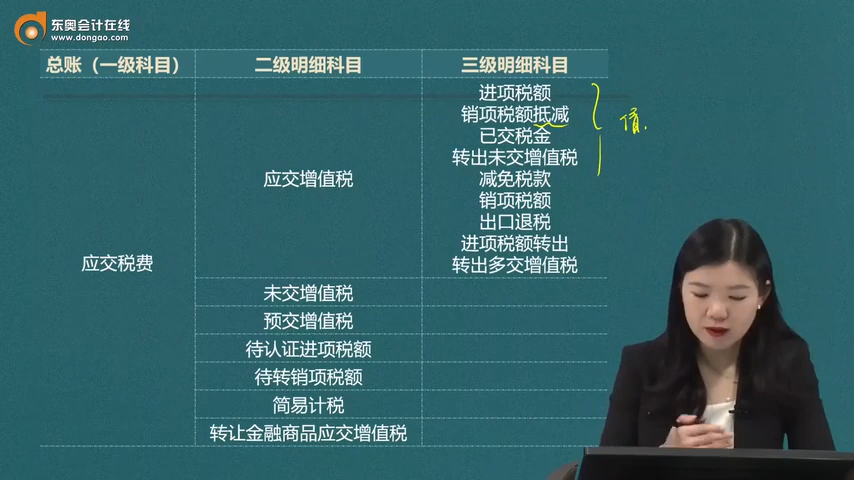 东奥会计在线
www.dongao.com
总账（一级科目） 二级明细科目 三级明细科目
进项税额
销项税额抵减
已交税金
转出未交增值税
应交增值税 减免税款
销项税额
出口退税
进项税额转出
应交税费 转出多交增值税
未交增值税
预交增值税
待认证进项税额
待转销项税额
简易计税
转让金融商品应交增值税
借.